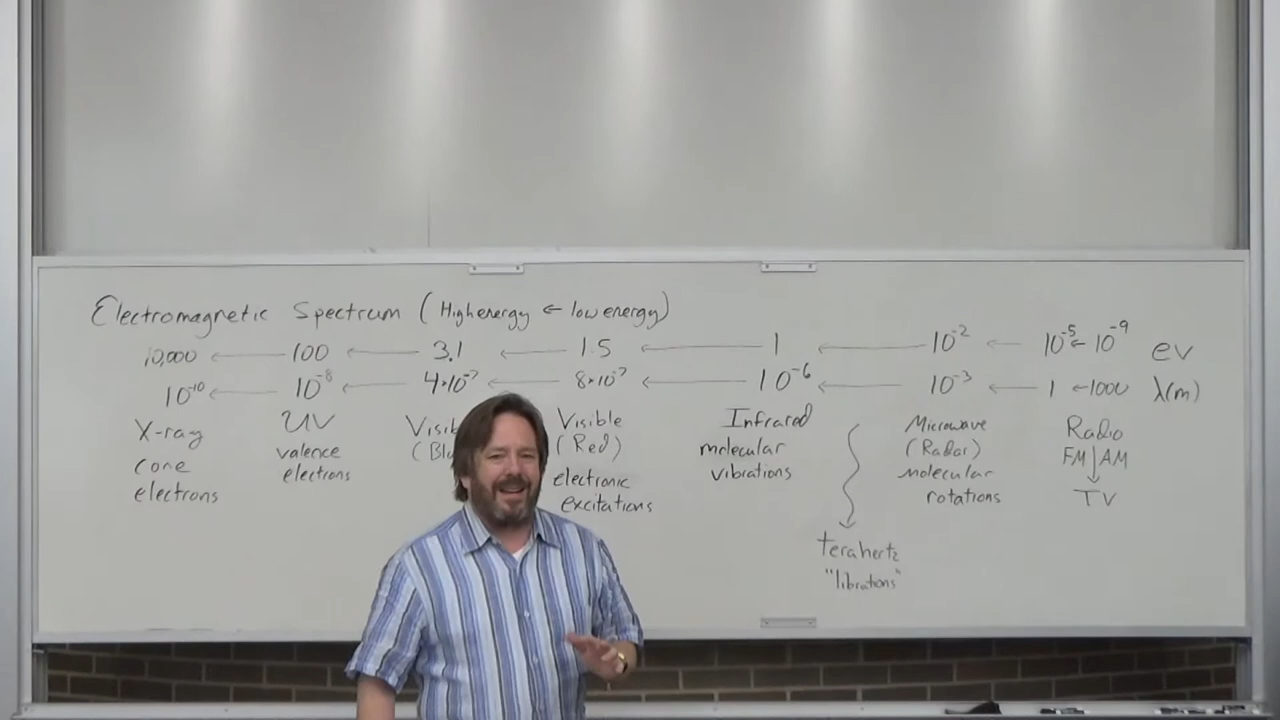 Electromagnetic Spectrum (High energy ← low energy)
10,000 ← 100 ← 3.1 ← 1.5 ← 1 ← 10⁻² ← 10⁻⁵ ← 10⁻⁹ ev
10⁻¹⁰ ← 10⁻⁸ ← 4×10⁻⁷ ← 8×10⁻⁷ ← 10⁻⁶ ← 10⁻³ ← 1 ← 1000 λ(m)
X-ray
core
electrons
UV
valence
electrons
Visible
(Red)
electronic
excitations
Infrared
molecular
vibrations
terahertz
"librations"
Microwave
(Radar)
molecular
rotations
Radio
FM ↓ AM
TV